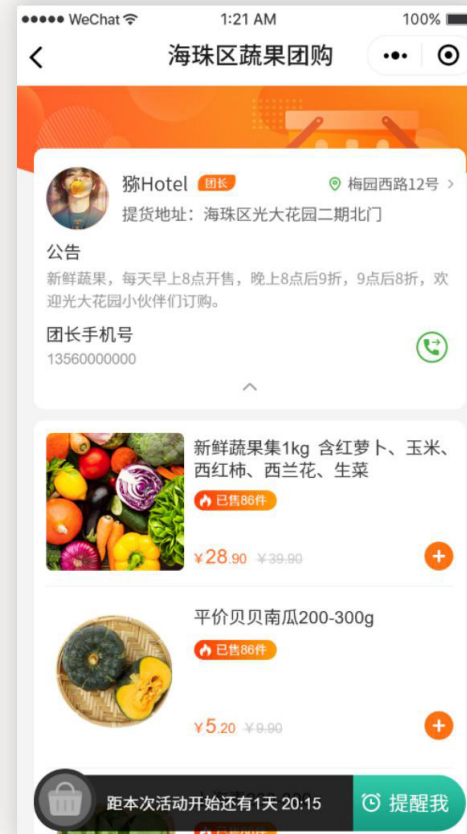 WeChat 1:21 AM 100%
海珠区蔬果团购
猕Hotel 团长 梅园西路12号
提货地址：海珠区光大花园二期北门
公告
新鲜蔬果，每天早上8点开售，晚上8点后9折，9点后8折，欢
迎光大花园小伙伴们订购。
团长手机号
13560000000
新鲜蔬果集1kg 含红萝卜、玉米、
西红柿、西兰花、生菜
已售86件
¥28.90 ¥39.90
平价贝贝南瓜200-300g
已售86件
¥5.20 ¥9.90
距本次活动开始还有1天 20:15 提醒我